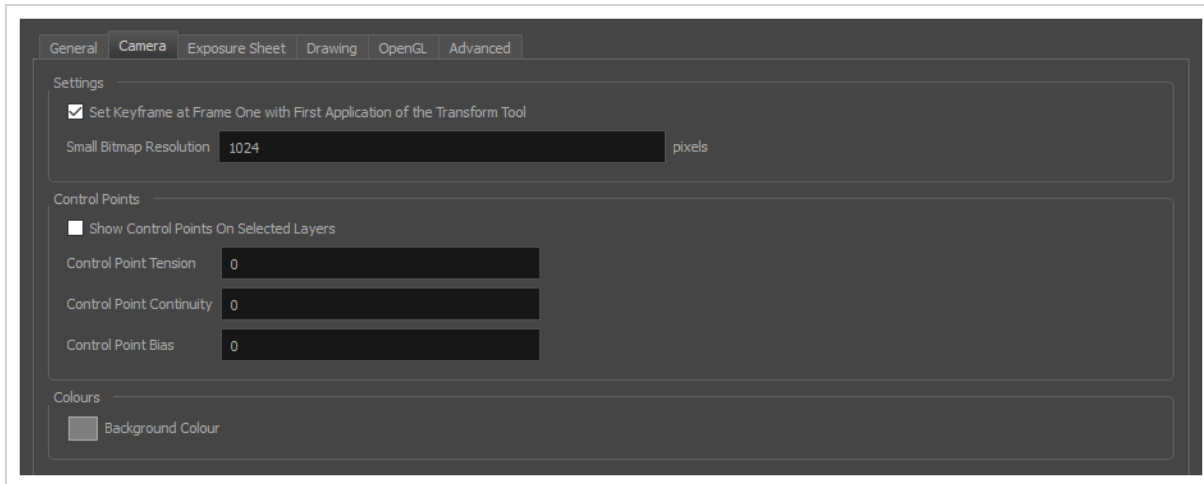 General Camera Exposure Sheet Drawing OpenGL Advanced
Settings
Set Keyframe at Frame One with First Application of the Transform Tool
Small Bitmap Resolution 1024 pixels
Control Points
Show Control Points On Selected Layers
Control Point Tension 0
Control Point Continuity 0
Control Point Bias 0
Colours
Background Colour